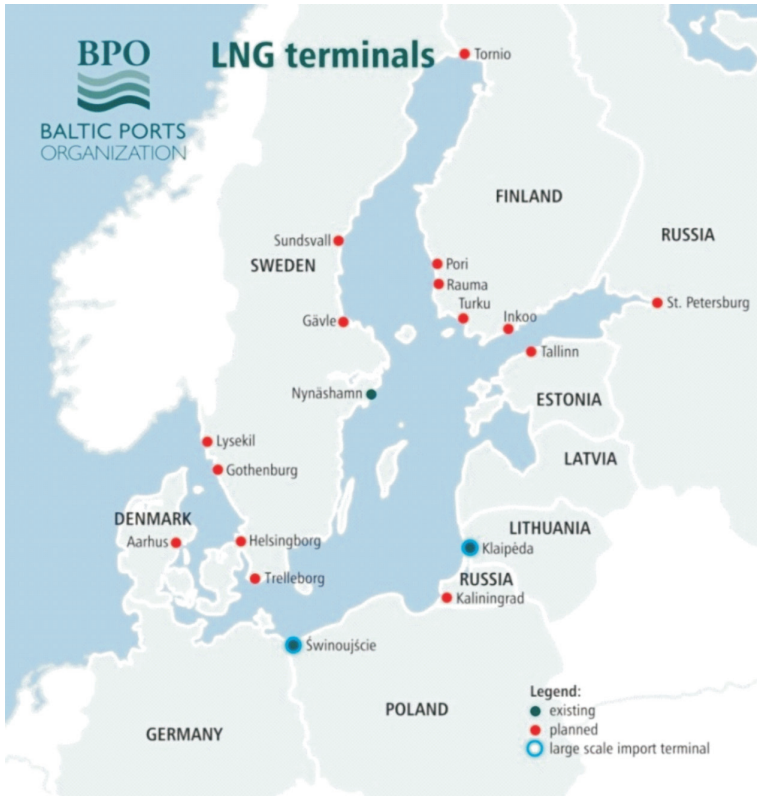 BPO
BALTIC PORTS
ORGANIZATION
LNG terminals
Tornio
FINLAND
RUSSIA
Sundsvall
SWEDEN
Pori
Rauma
Turku
Inkoo
St. Petersburg
Gävle
Tallinn
Nynäshamn
ESTONIA
Lysekil
LATVIA
Gothenburg
DENMARK
LITHUANIA
Aarhus
Helsingborg
Klaipėda
Trelleborg
RUSSIA
Kaliningrad
Świnoujście
POLAND
GERMANY
Legend:
existing
planned
large scale import terminal